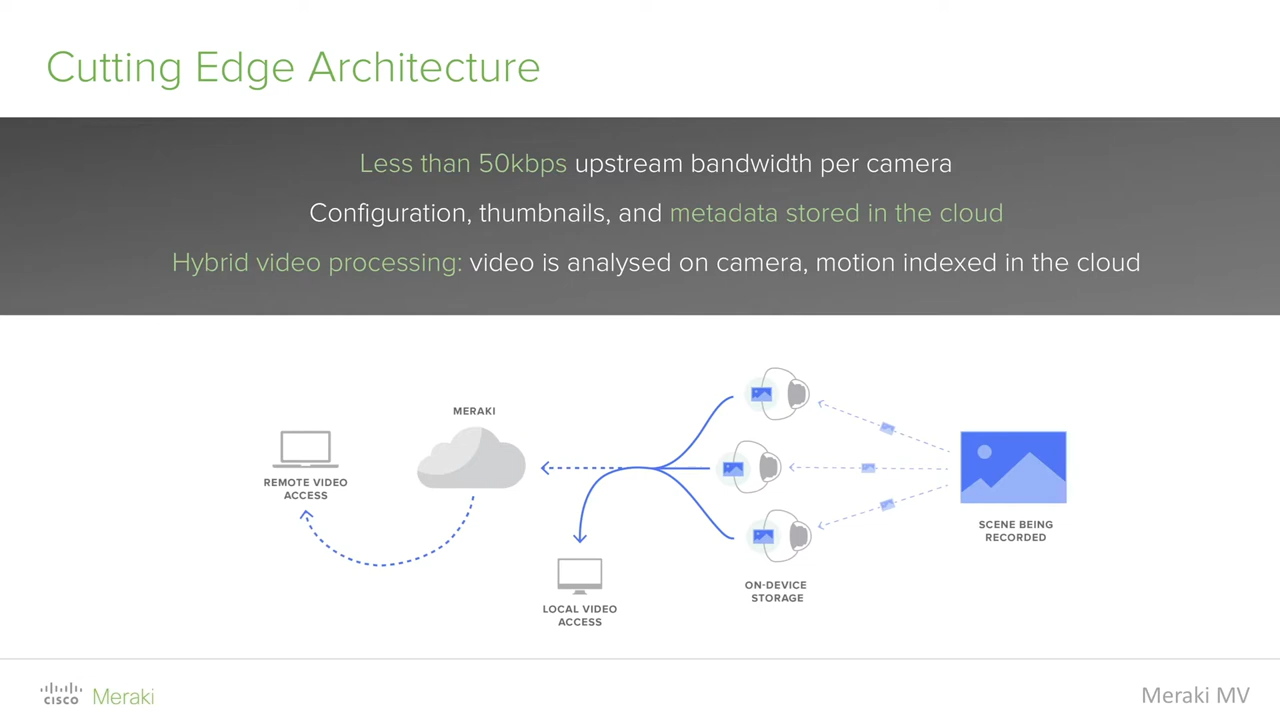 Cutting Edge Architecture
Less than 50kbps upstream bandwidth per camera
Configuration, thumbnails, and metadata stored in the cloud
Hybrid video processing: video is analysed on camera, motion indexed in the cloud
MERAKI
REMOTE VIDEO
ACCESS
SCENE BEING
RECORDED
ON-DEVICE
STORAGE
LOCAL VIDEO
ACCESS
CISCO Meraki
Meraki MV